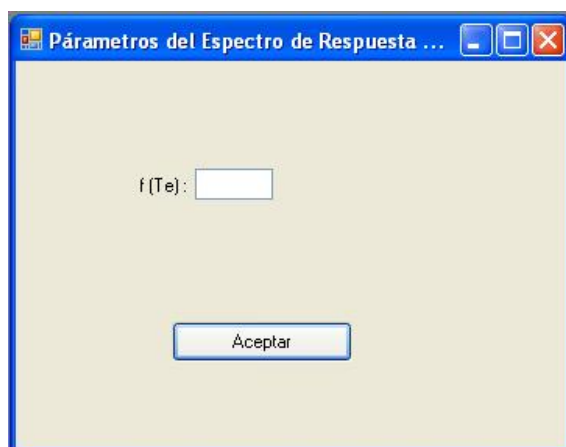 Párametros del Espectro de Respuesta ...
f (Te) :
Aceptar